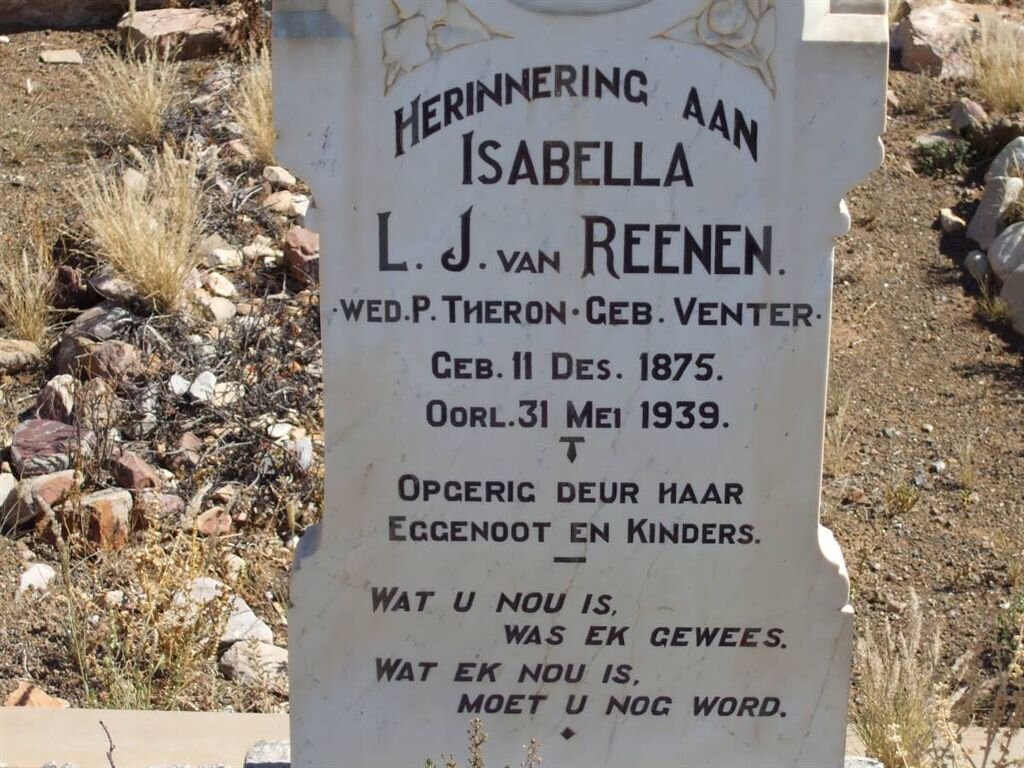 HERINNERING AAN
ISABELLA
L. J. VAN REENEN.
·WED. P. THERON·GEB. VENTER·
GEB. 11 DES. 1875.
OORL. 31 MEI 1939.
OPGERIG DEUR HAAR
EGGENOOT EN KINDERS.
WAT U NOU IS,
WAS EK GEWEES.
WAT EK NOU IS,
MOET U NOG WORD.